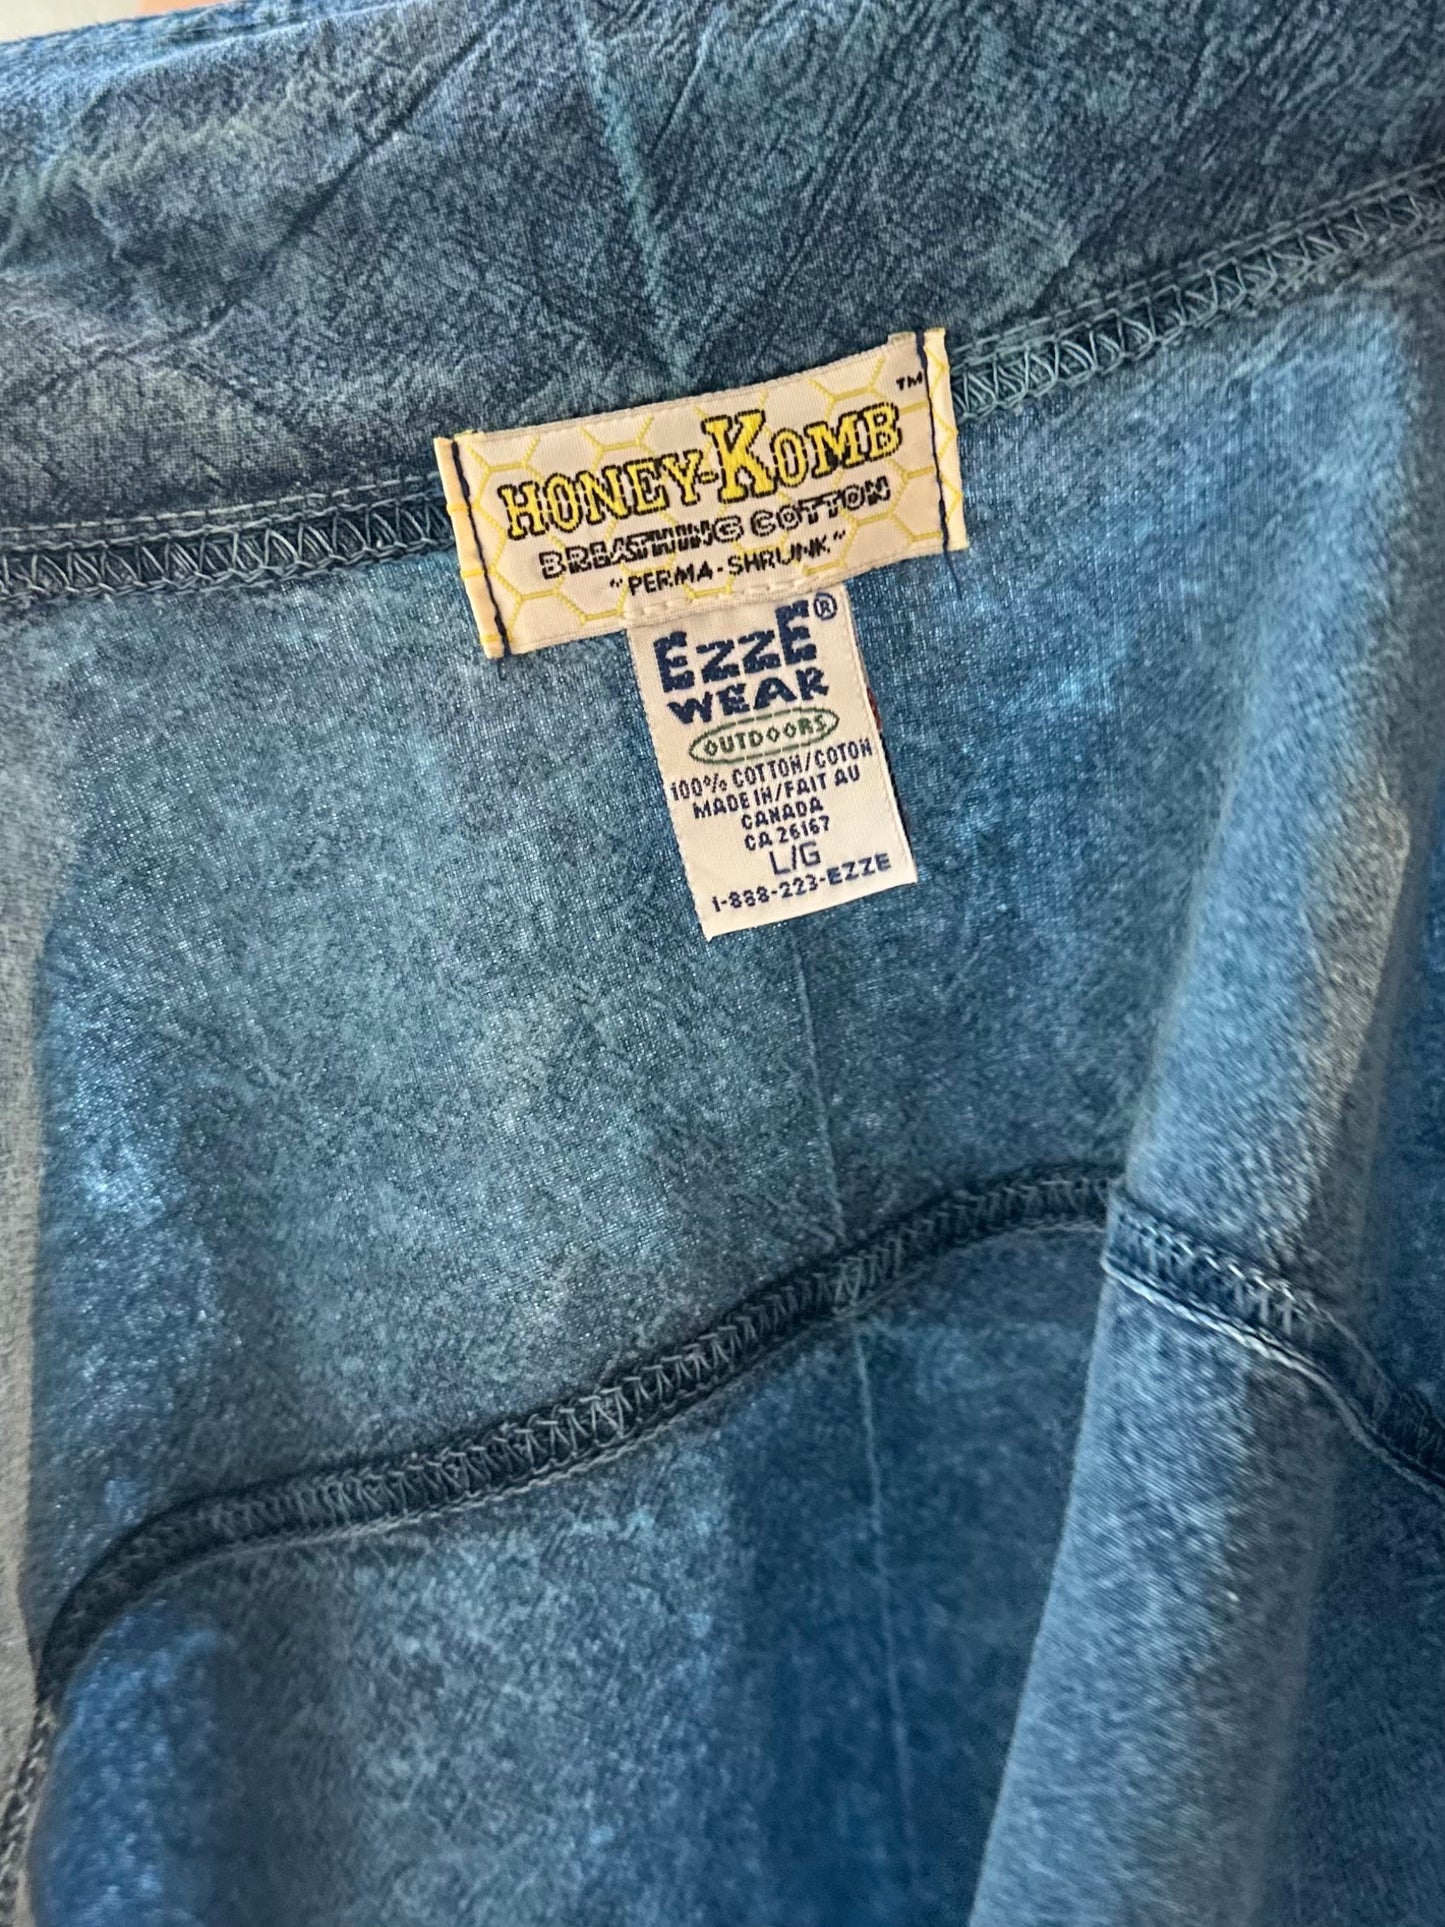 HONEY-KOMB™
BREATHING COTTON
"PERMA-SHRUNK"
EZZE®
WEAR
OUTDOORS
100% COTTON/COTON
MADE IN/FAIT AU
CANADA
CA 26167
L/G
1-888-223-EZZE